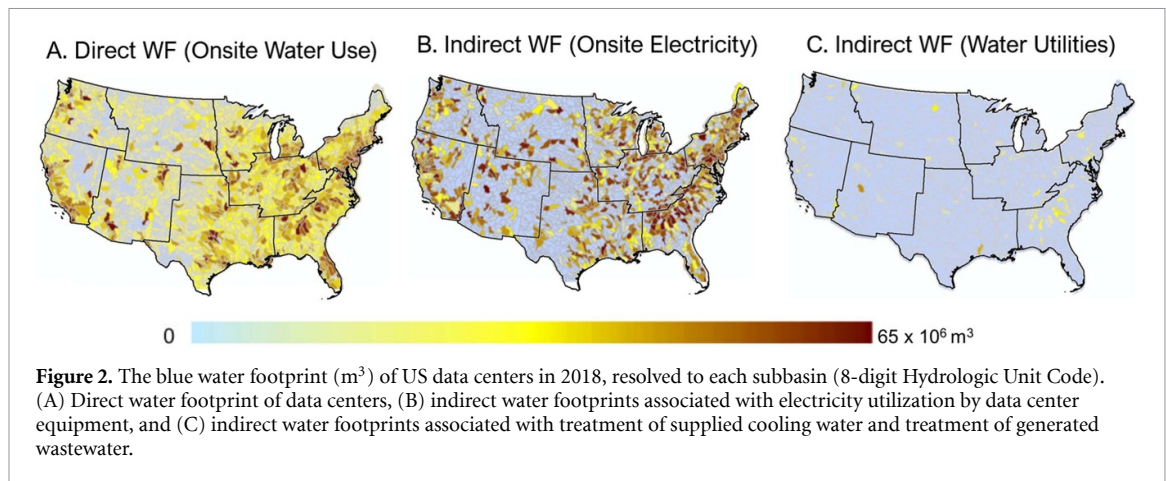 A. Direct WF (Onsite Water Use)
B. Indirect WF (Onsite Electricity)
C. Indirect WF (Water Utilities)
0
65 x 10⁶ m³
Figure 2. The blue water footprint (m³) of US data centers in 2018, resolved to each subbasin (8-digit Hydrologic Unit Code).
(A) Direct water footprint of data centers, (B) indirect water footprints associated with electricity utilization by data center
equipment, and (C) indirect water footprints associated with treatment of supplied cooling water and treatment of generated
wastewater.